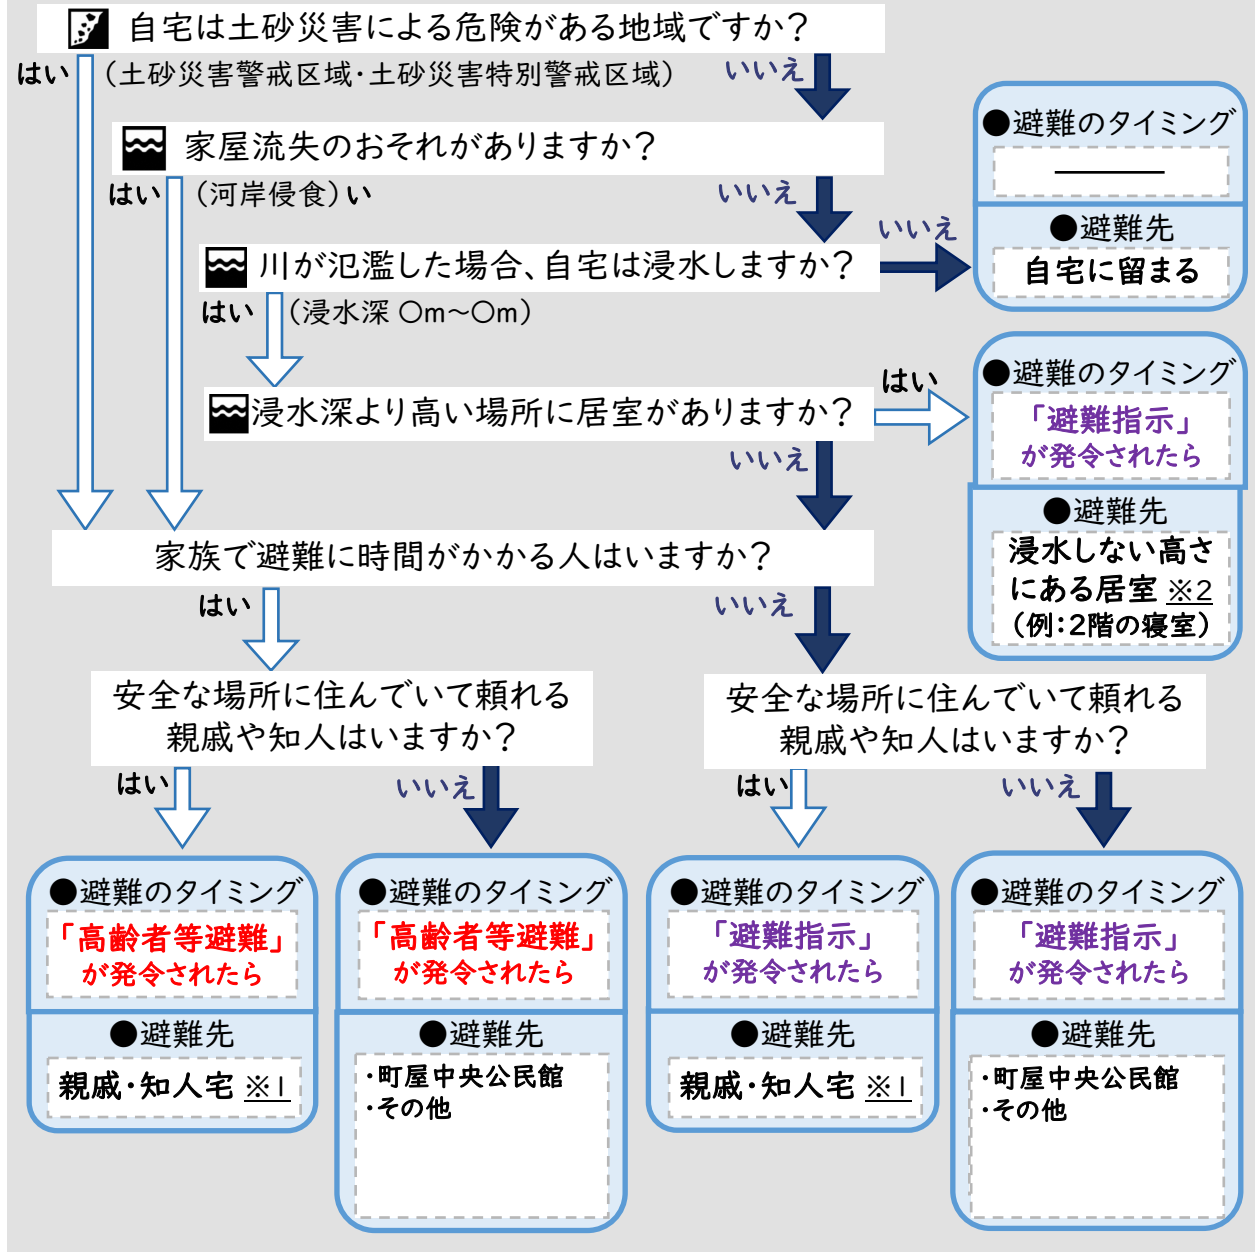 自宅は土砂災害による危険がある地域ですか？
はい
（土砂災害警戒区域・土砂災害特別警戒区域）
いいえ
家屋流失のおそれがありますか？
はい
（河岸侵食）い
いいえ
川が氾濫した場合、自宅は浸水しますか？
いいえ
はい
（浸水深 〇m～〇m）
●避難のタイミング
―――
●避難先
自宅に留まる
浸水深より高い場所に居室がありますか？
はい
いいえ
●避難のタイミング
「避難指示」
が発令されたら
●避難先
浸水しない高さ
にある居室 ※2
（例：2階の寝室）
家族で避難に時間がかかる人はいますか？
はい
いいえ
安全な場所に住んでいて頼れる
親戚や知人はいますか？
はい
いいえ
安全な場所に住んでいて頼れる
親戚や知人はいますか？
はい
いいえ
●避難のタイミング
「高齢者等避難」
が発令されたら
●避難先
親戚・知人宅 ※1
●避難のタイミング
「高齢者等避難」
が発令されたら
●避難先
・町屋中央公民館
・その他
●避難のタイミング
「避難指示」
が発令されたら
●避難先
親戚・知人宅 ※1
●避難のタイミング
「避難指示」
が発令されたら
●避難先
・町屋中央公民館
・その他